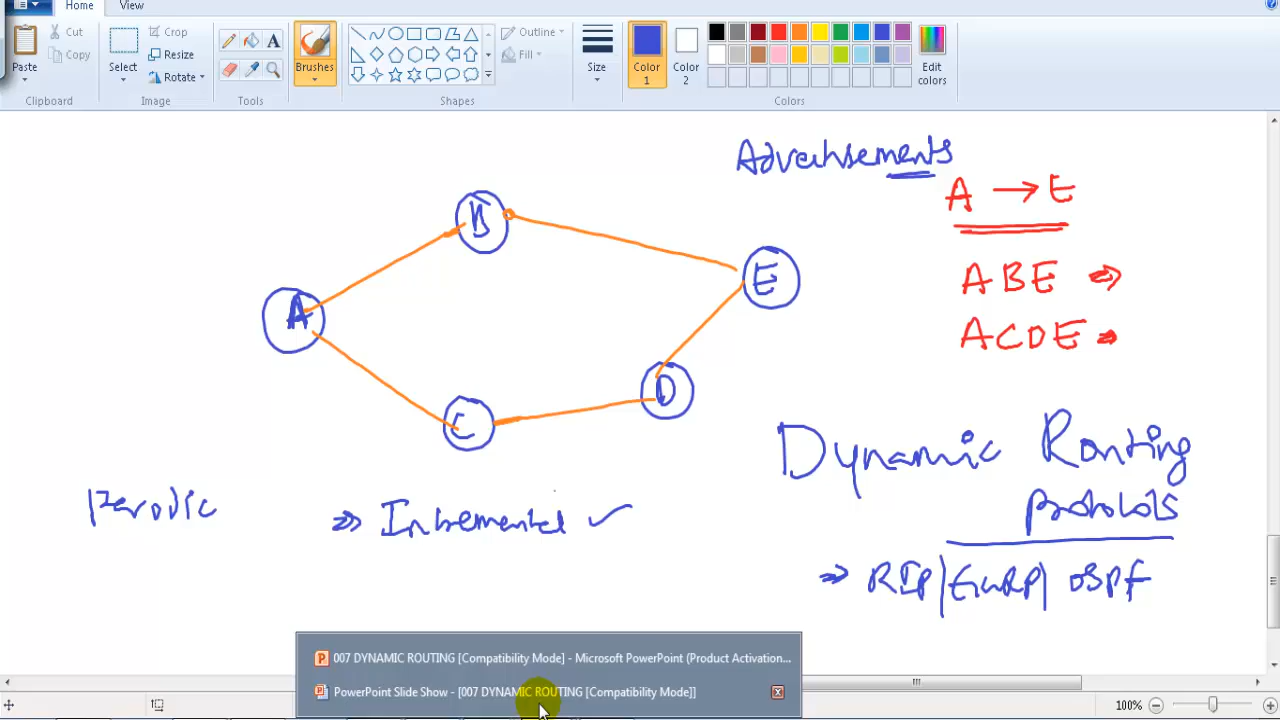 Home
View
Cut
Copy
Paste
Clipboard
Select
Crop
Resize
Rotate
Image
A
Tools
Brushes
Outline
Fill
Shapes
Size
Color
1
Color
2
Colors
Edit
colors
Advertisements
A → E
ABE ⇒
ACDE ⇒
B
E
A
D
C
Dynamic Routing
protocols
Perodic
⇒ Incremental ✓
⇒ RIP | EIGRP | OSPF
007 DYNAMIC ROUTING [Compatibility Mode] - Microsoft PowerPoint (Product Activation...
PowerPoint Slide Show - [007 DYNAMIC ROUTING [Compatibility Mode]]
100%